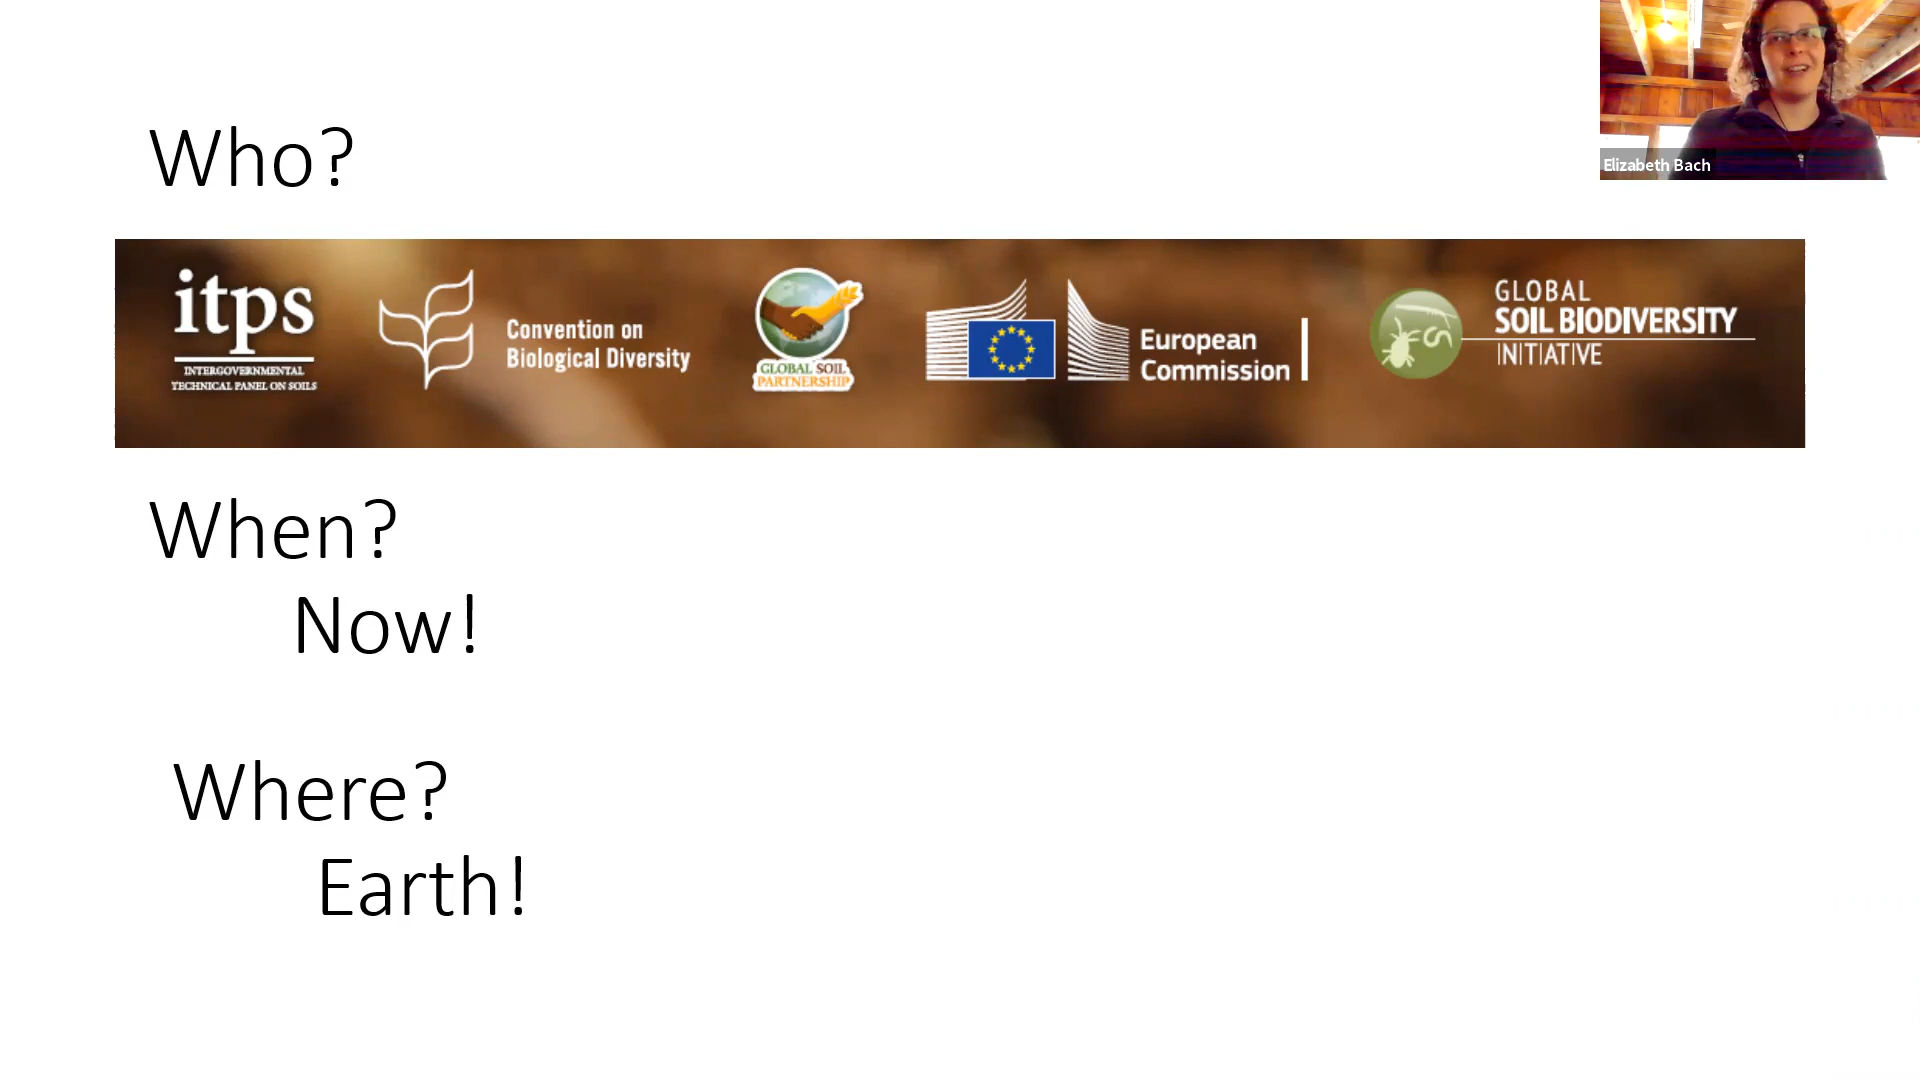 Who?
Elizabeth Bach
itps
INTERGOVERNMENTAL
TECHNICAL PANEL ON SOILS
Convention on
Biological Diversity
GLOBAL SOIL
PARTNERSHIP
European
Commission
GLOBAL
SOIL BIODIVERSITY
INITIATIVE
When?
Now!
Where?
Earth!